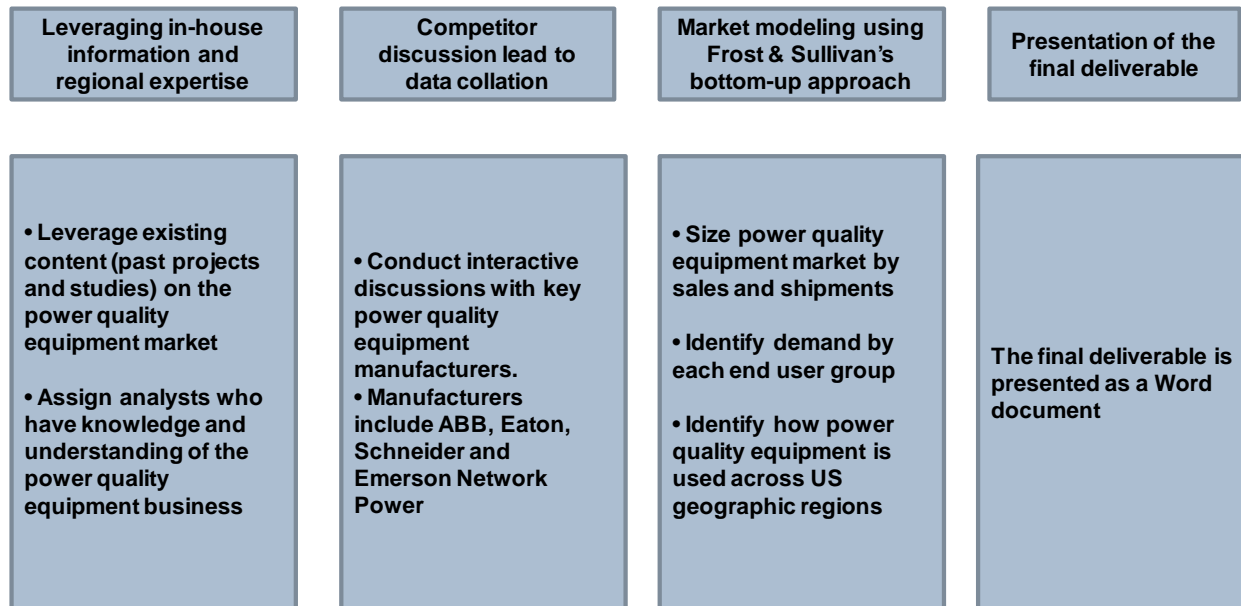 Leveraging in-house
information and
regional expertise
Competitor
discussion lead to
data collation
Market modeling using
Frost & Sullivan’s
bottom-up approach
Presentation of the
final deliverable
• Leverage existing
content (past projects
and studies) on the
power quality
equipment market
• Assign analysts who
have knowledge and
understanding of the
power quality
equipment business
• Conduct interactive
discussions with key
power quality
equipment
manufacturers.
• Manufacturers
include ABB, Eaton,
Schneider and
Emerson Network
Power
• Size power quality
equipment market by
sales and shipments
• Identify demand by
each end user group
• Identify how power
quality equipment is
used across US
geographic regions
The final deliverable is
presented as a Word
document